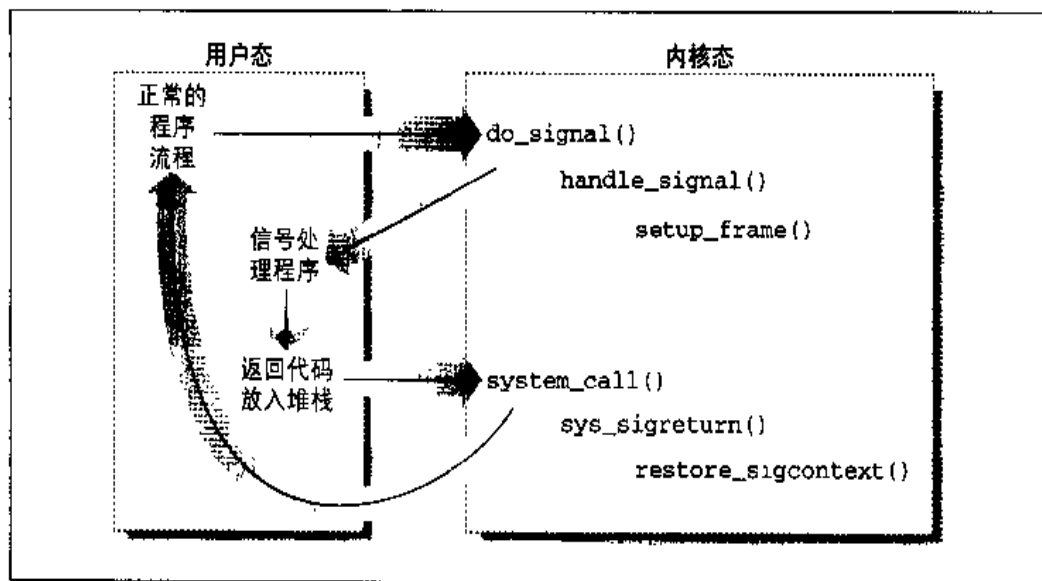 用户态
内核态
正常的
程序
流程
do_signal()
handle_signal()
setup_frame()
信号处
理程序
返回代码
放入堆栈
system_call()
sys_sigreturn()
restore_sigcontext()